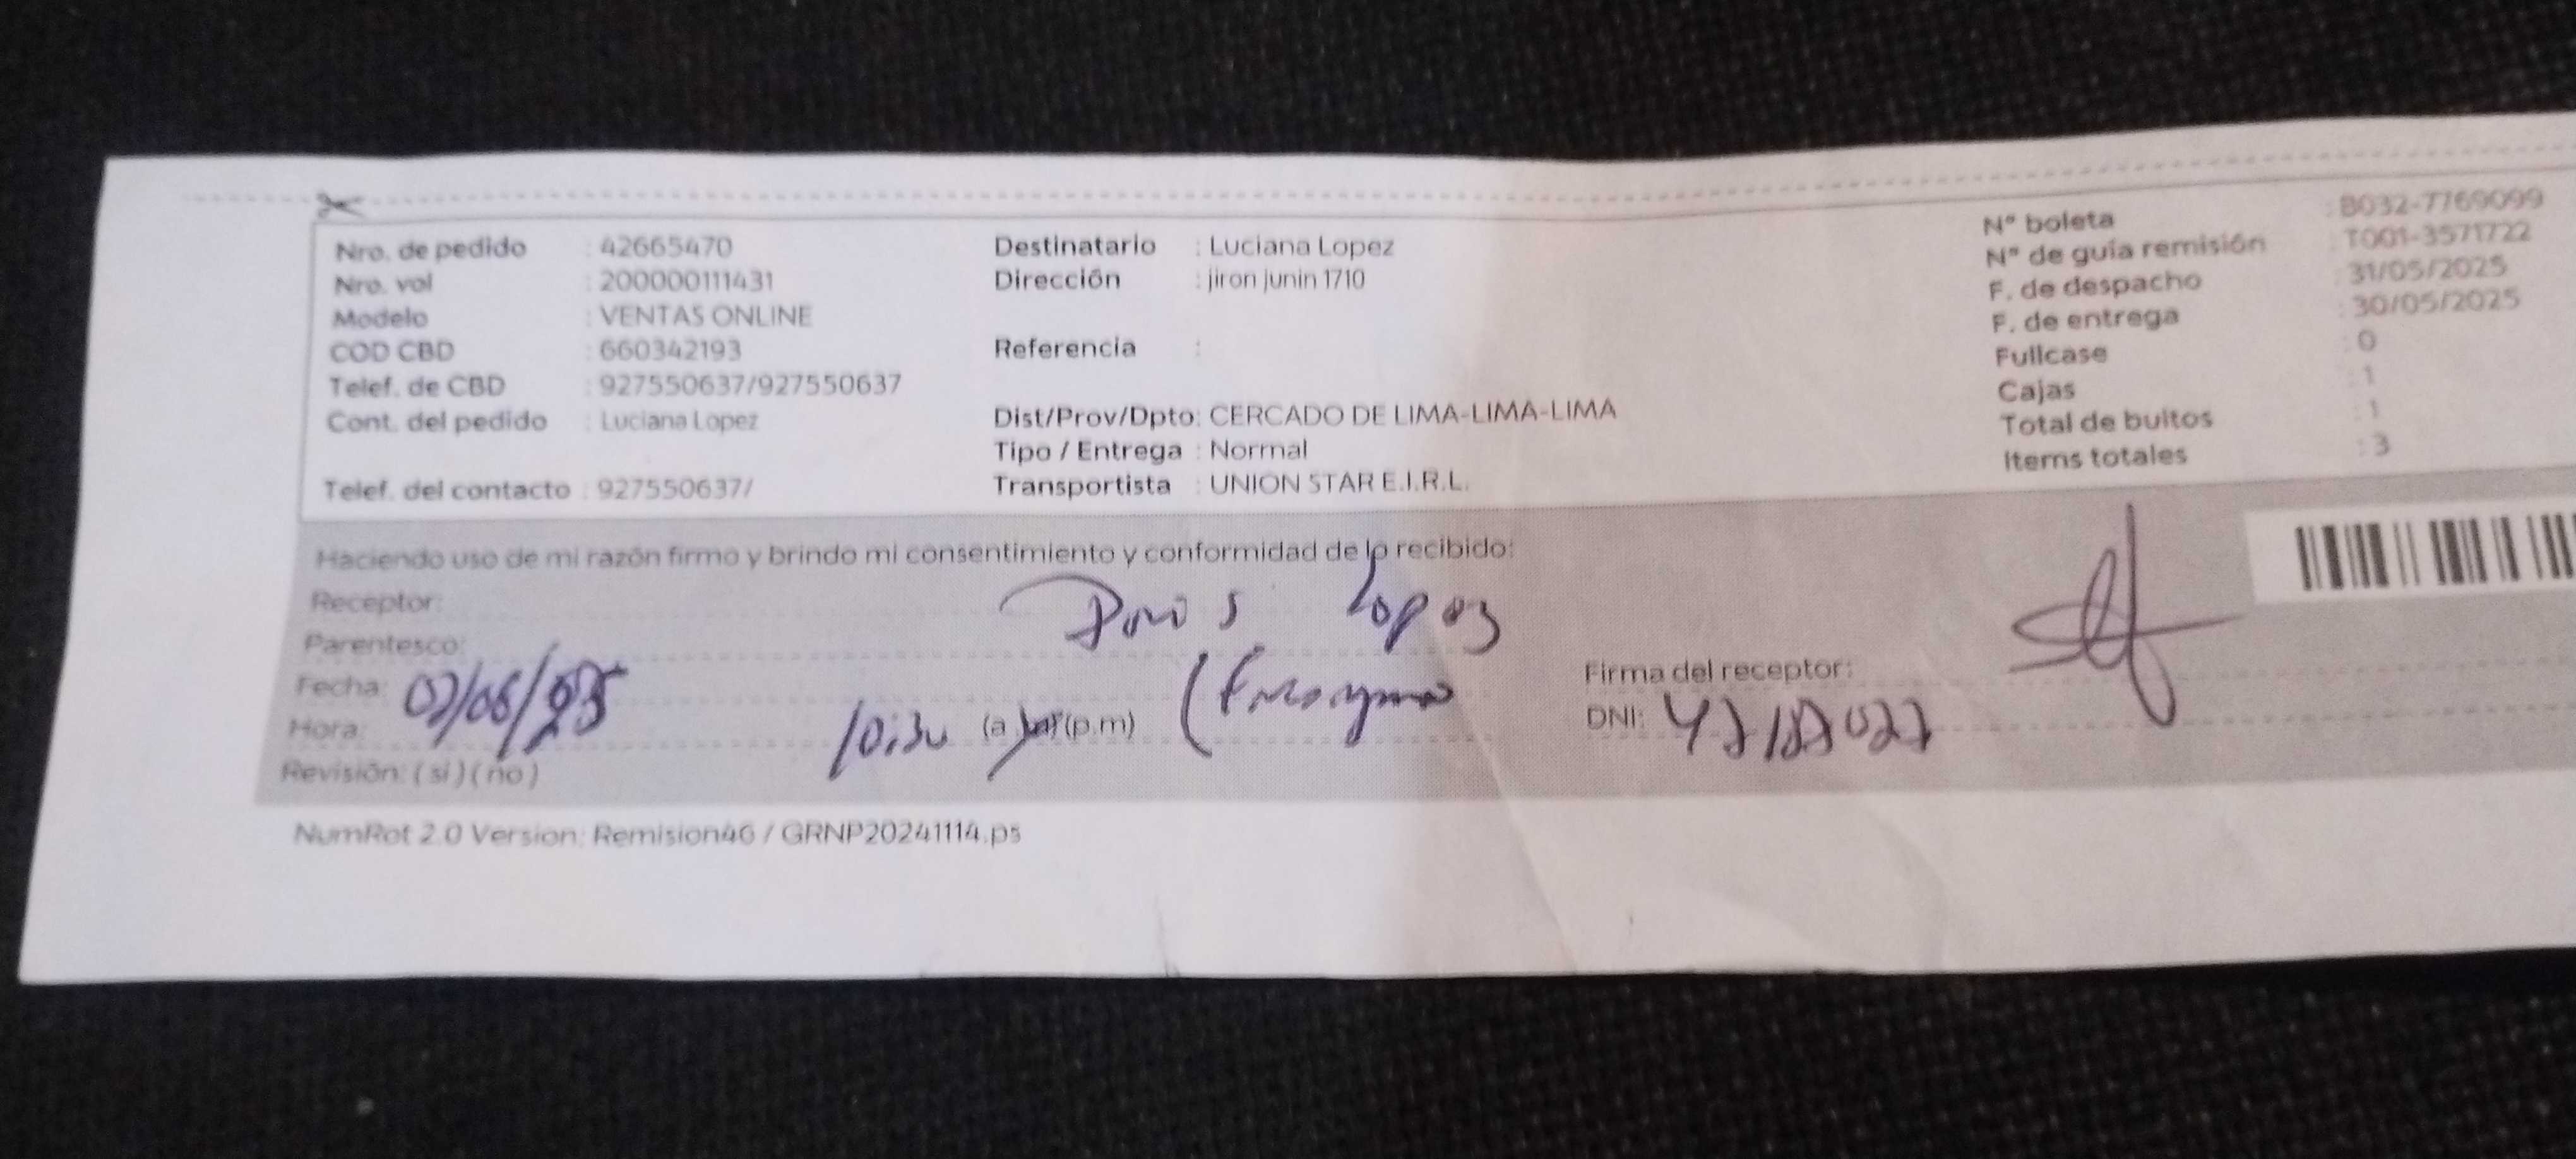 Nro. de pedido : 42665470
Nro. vol : 200000111431
Modelo : VENTAS ONLINE
COD CBD : 660342193
Telef. de CBD : 927550637/927550637
Cont. del pedido : Luciana Lopez
Telef. del contacto : 927550637/
Destinatario : Luciana Lopez
Dirección : jiron junin 1710
Referencia :
Dist/Prov/Dpto: CERCADO DE LIMA-LIMA-LIMA
Tipo / Entrega : Normal
Transportista : UNION STAR E.I.R.L.
N° boleta : B032-7769099
N° de guía remisión : T001-3571722
F. de despacho : 31/05/2025
F. de entrega : 30/05/2025
Fullcase : 0
Cajas : 1
Total de bultos : 1
Items totales : 3
Haciendo uso de mi razón firmo y brindo mi consentimiento y conformidad de lo recibido:
Receptor: Lopez
Parentesco:
Fecha:
Hora: 10:30 (a.m) (p.m)
Revisión: ( si ) ( no )
Firma del receptor:
DNI:
NumRot 2.0 Version: Remision46 / GRNP20241114.ps